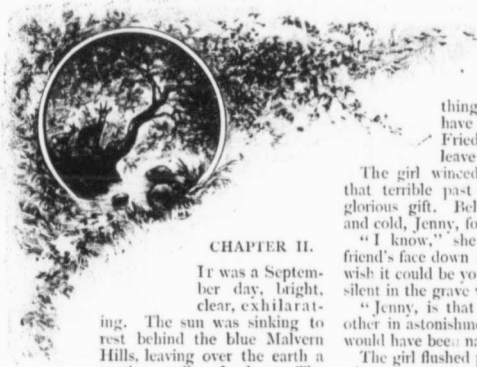 CHAPTER II.
IT was a Septem-
ber day, bright,
clear, exhilarat-
ing. The sun was sinking to
rest behind the blue Malvern
Hills, leaving over the earth a
thing
have
Fried
leave
The girl winced
that terrible past
glorious gift. Bel
and cold, Jenny, fo
"I know," she
friend's face down
wish it could be yo
silent in the grave
"Jenny, is that
other in astonishme
would have been na
The girl flushed